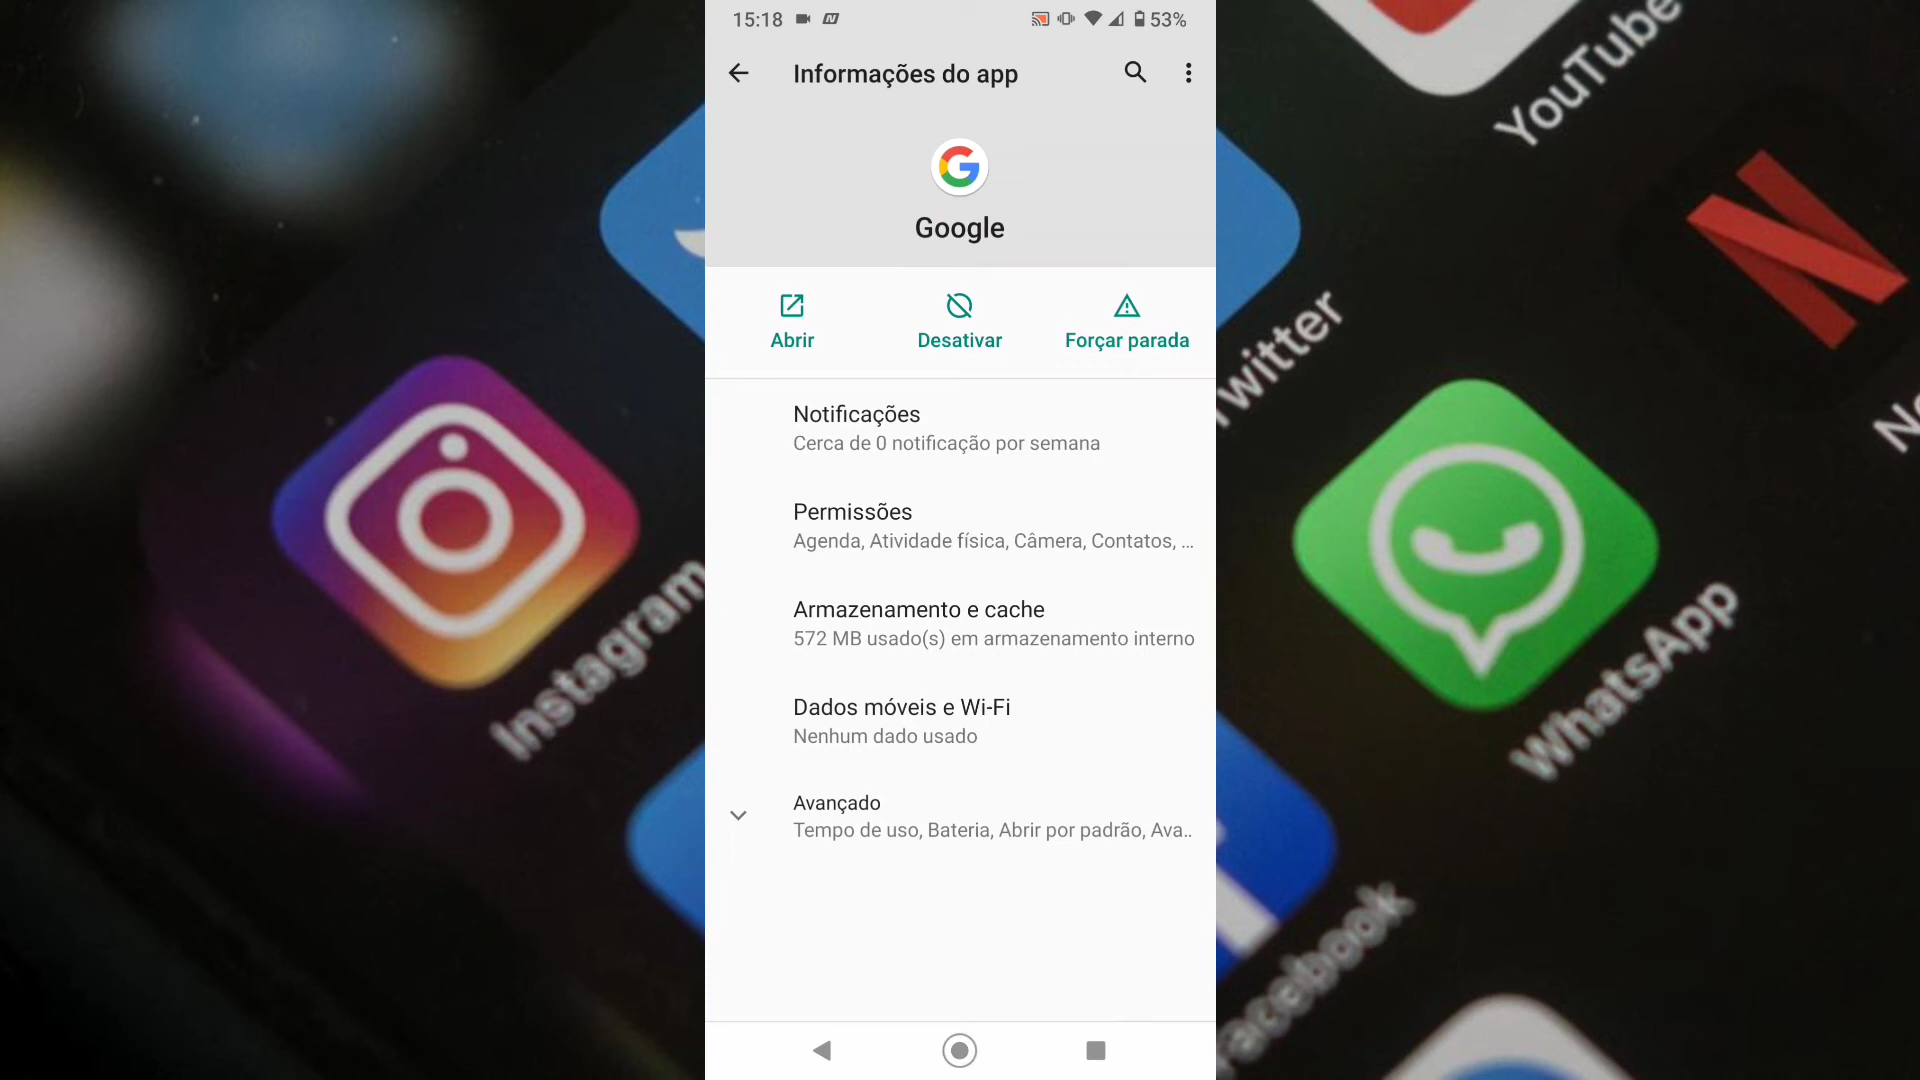 15:18
53%
Informações do app
Google
Abrir
Desativar
Forçar parada
Notificações
Cerca de 0 notificação por semana
Permissões
Agenda, Atividade física, Câmera, Contatos, ...
Armazenamento e cache
572 MB usado(s) em armazenamento interno
Dados móveis e Wi-Fi
Nenhum dado usado
Avançado
Tempo de uso, Bateria, Abrir por padrão, Ava..
Instagram
YouTube
Twitter
WhatsApp
Facebook